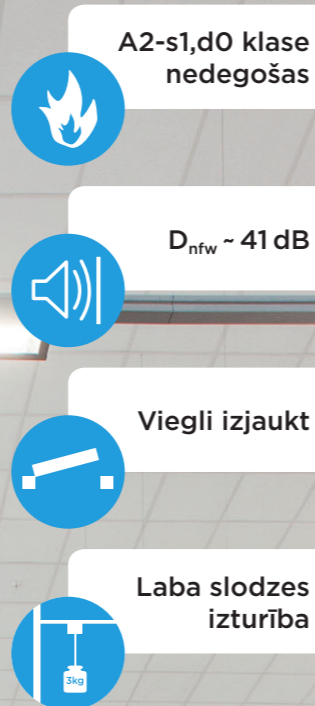 A2-s1,d0 klase
nedegošas
Dnfw ~ 41 dB
Viegli izjaukt
Laba slodzes
izturība
3kg